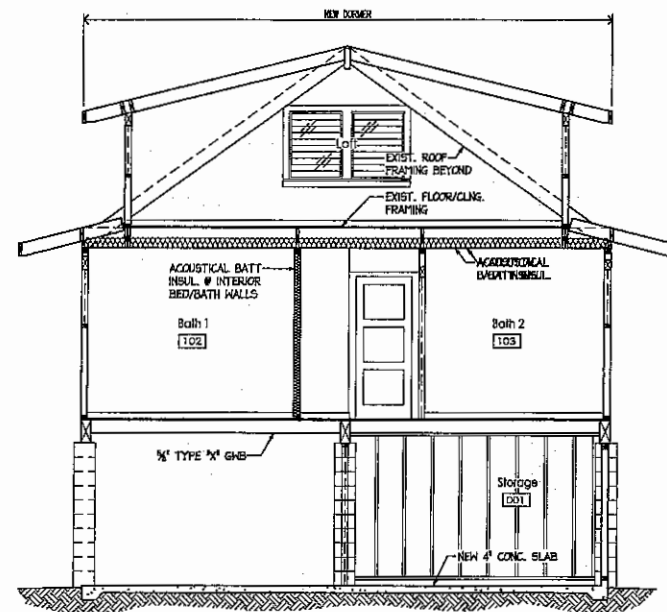 NEW DORMER
Loft
EXIST. ROOF
FRAMING BEYOND
EXIST. FLOOR/CLNG.
FRAMING
ACOUSTICAL BATT
INSUL. @ INTERIOR
BED/BATH WALLS
INSUL.
Bath 1
102
Bath 2
103
5/8" TYPE "X" GWB
Storage
001
NEW 4" CONC. SLAB